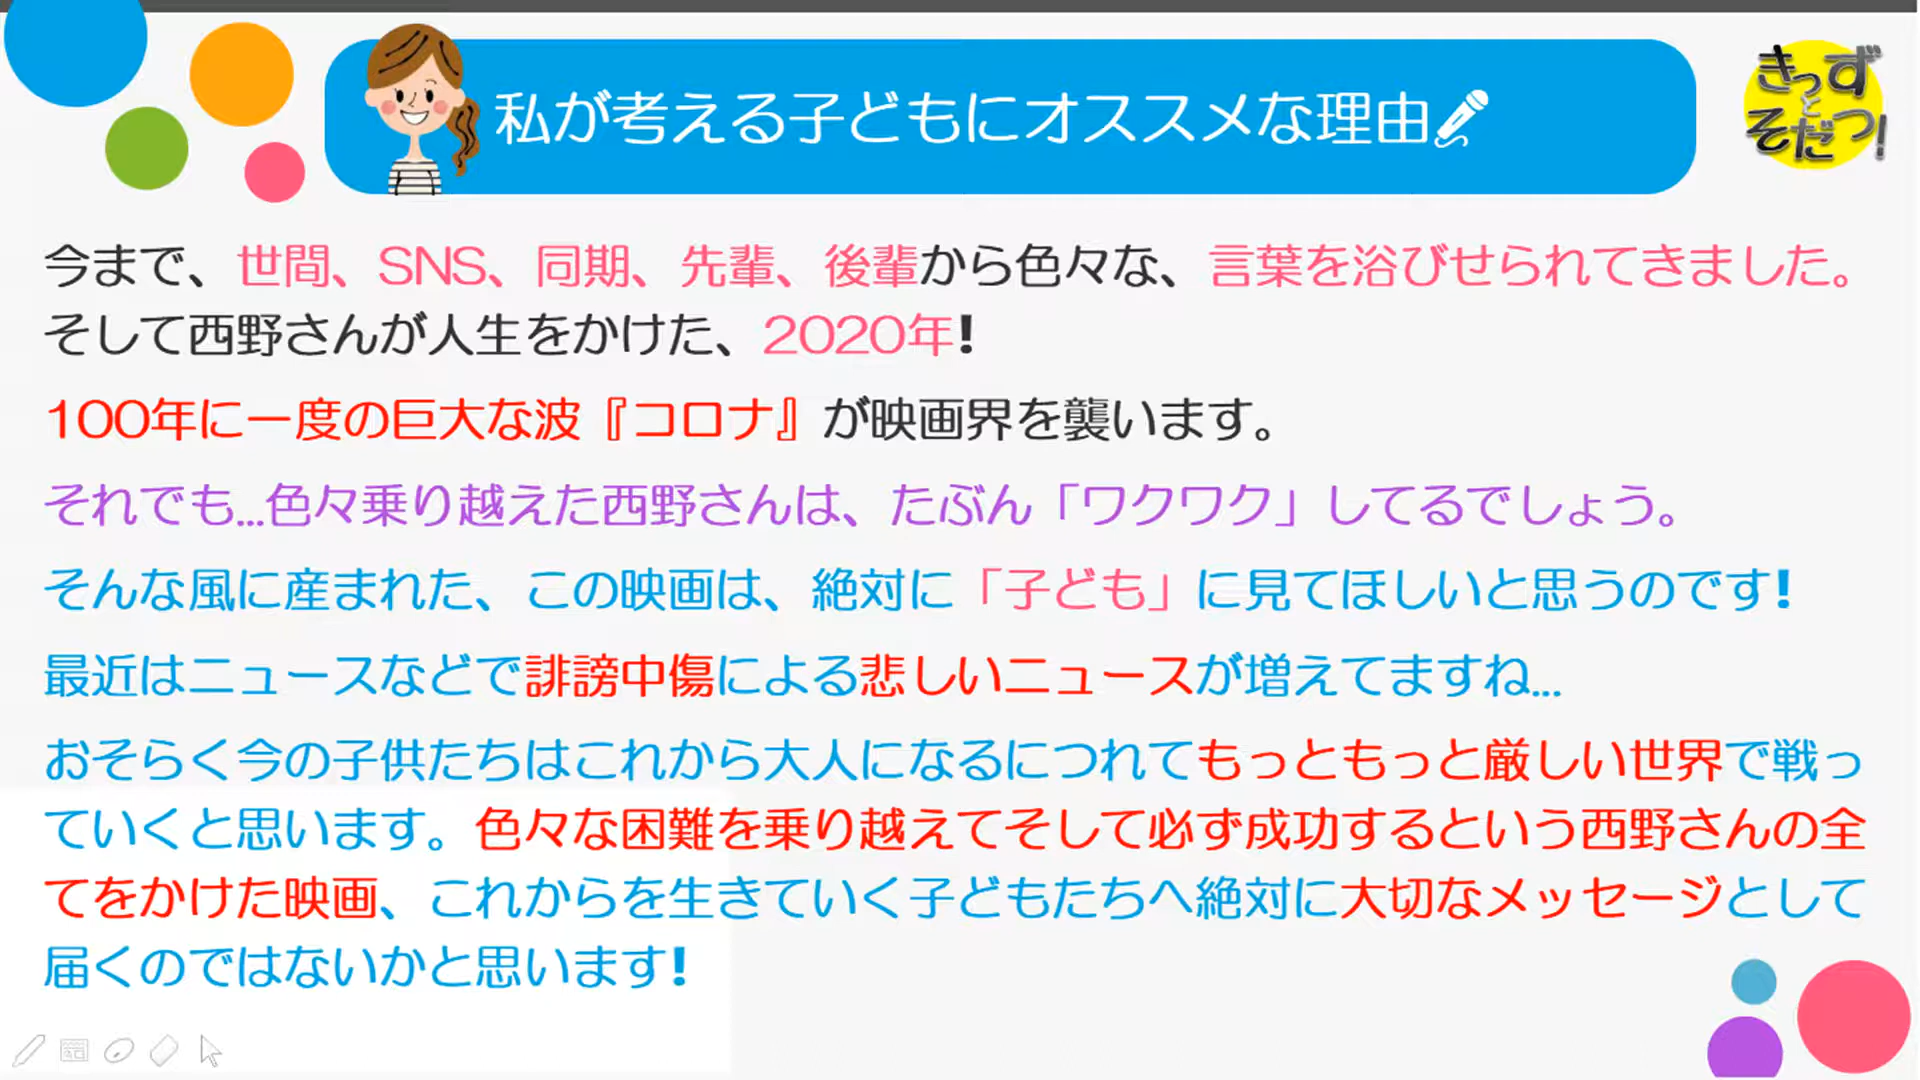 私が考える子どもにオススメな理由
きっず
と
そだつ!
今まで、世間、SNS、同期、先輩、後輩から色々な、言葉を浴びせられてきました。
そして西野さんが人生をかけた、2020年!
100年に一度の巨大な波『コロナ』が映画界を襲います。
それでも...色々乗り越えた西野さんは、たぶん「ワクワク」してるでしょう。
そんな風に産まれた、この映画は、絶対に「子ども」に見てほしいと思うのです!
最近はニュースなどで誹謗中傷による悲しいニュースが増えてますね...
おそらく今の子供たちはこれから大人になるにつれてもっともっと厳しい世界で戦っ
ていくと思います。色々な困難を乗り越えてそして必ず成功するという西野さんの全
てをかけた映画、これからを生きていく子どもたちへ絶対に大切なメッセージとして
届くのではないかと思います!